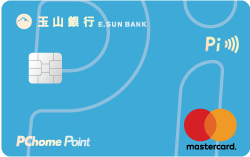 玉山銀行 E.SUN BANK
Pi
PChome Point
mastercard.